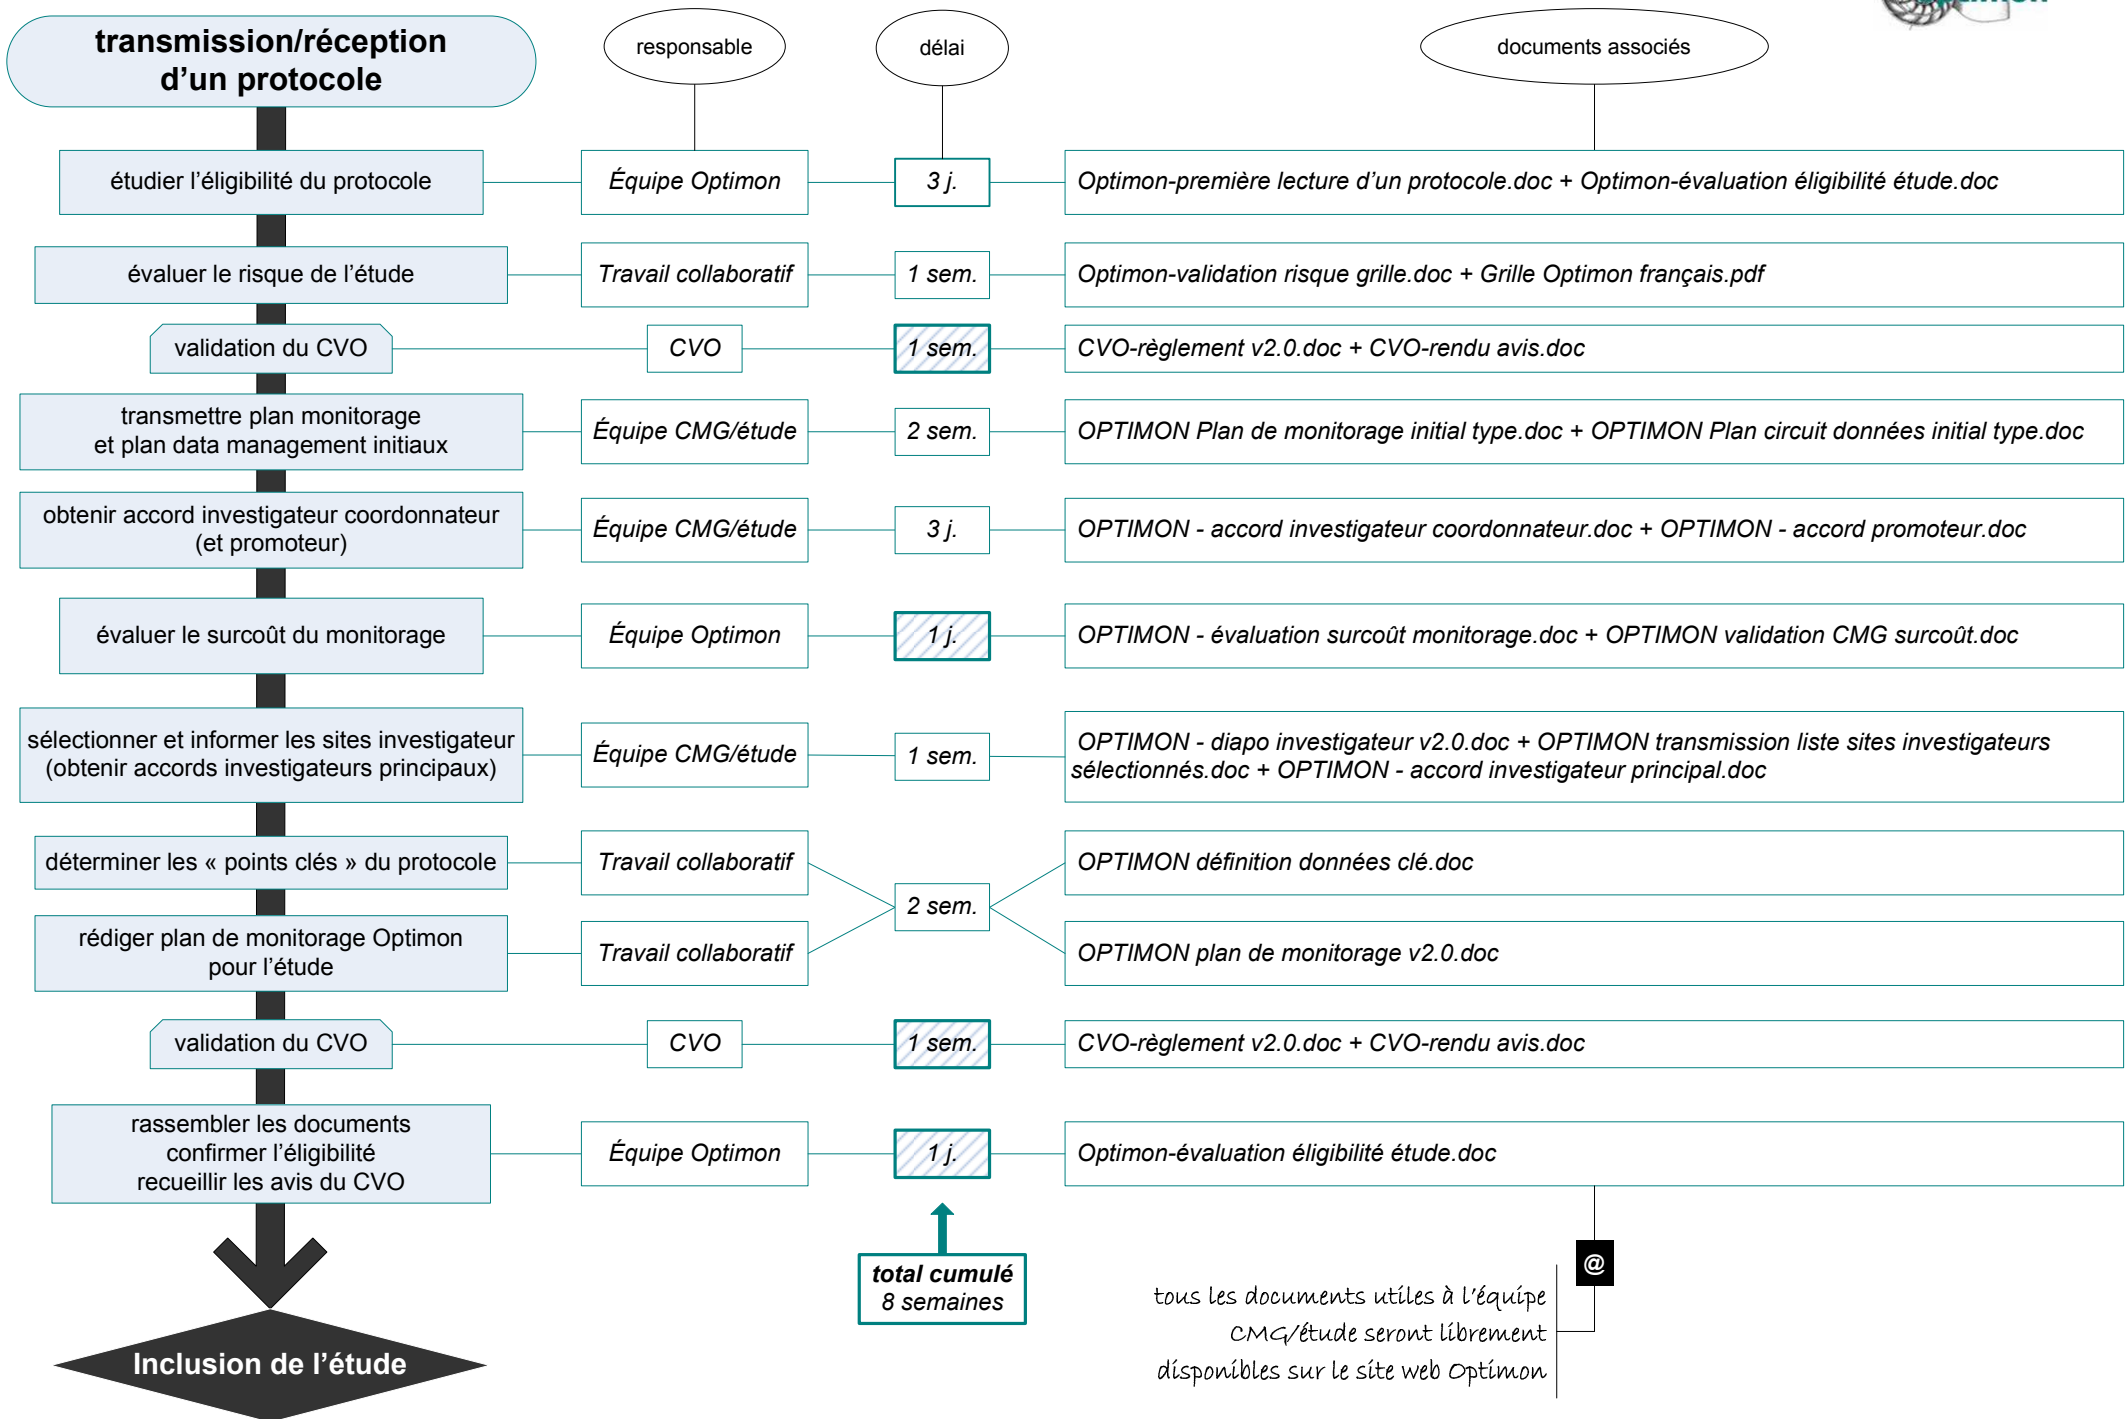 transmission/réception
d'un protocole
responsable
délai
documents associés
étudier l'éligibilité du protocole
Équipe Optimon
3 j.
Optimon-première lecture d'un protocole.doc + Optimon-évaluation éligibilité étude.doc
évaluer le risque de l'étude
Travail collaboratif
1 sem.
Optimon-validation risque grille.doc + Grille Optimon français.pdf
validation du CVO
CVO
1 sem.
CVO-règlement v2.0.doc + CVO-rendu avis.doc
transmettre plan monitorage
et plan data management initiaux
Équipe CMG/étude
2 sem.
OPTIMON Plan de monitorage initial type.doc + OPTIMON Plan circuit données initial type.doc
obtenir accord investigateur coordonnateur
(et promoteur)
Équipe CMG/étude
3 j.
OPTIMON - accord investigateur coordonnateur.doc + OPTIMON - accord promoteur.doc
évaluer le surcoût du monitorage
Équipe Optimon
1 j.
OPTIMON - évaluation surcoût monitorage.doc + OPTIMON validation CMG surcoût.doc
sélectionner et informer les sites investigateur
(obtenir accords investigateurs principaux)
Équipe CMG/étude
1 sem.
OPTIMON - diapo investigateur v2.0.doc + OPTIMON transmission liste sites investigateurs
sélectionnés.doc + OPTIMON - accord investigateur principal.doc
déterminer les « points clés » du protocole
Travail collaboratif
2 sem.
OPTIMON définition données clé.doc
rédiger plan de monitorage Optimon
pour l'étude
Travail collaboratif
OPTIMON plan de monitorage v2.0.doc
validation du CVO
CVO
1 sem.
CVO-règlement v2.0.doc + CVO-rendu avis.doc
rassembler les documents
confirmer l'éligibilité
recueillir les avis du CVO
Équipe Optimon
1 j.
Optimon-évaluation éligibilité étude.doc
total cumulé
8 semaines
@
tous les documents utiles à l'équipe
CMG/étude seront librement
disponibles sur le site web Optimon
Inclusion de l'étude